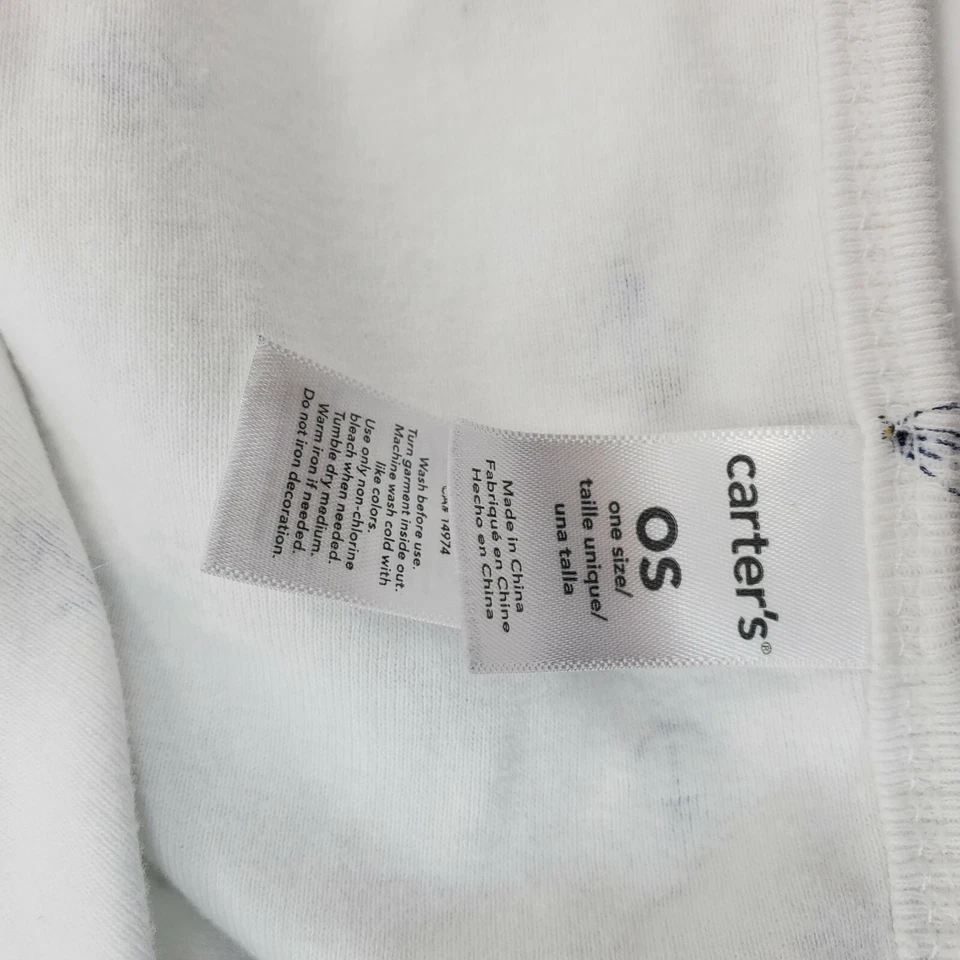 carter's®
OS
one size/
taille unique/
una talla
Made in China
Fabriqué en Chine
Hecho en China
14974
Wash before use.
Turn garment inside out.
Machine wash cold with
like colors.
Use only non-chlorine
bleach when needed.
Tumble dry medium.
Warm iron if needed.
Do not iron decoration.